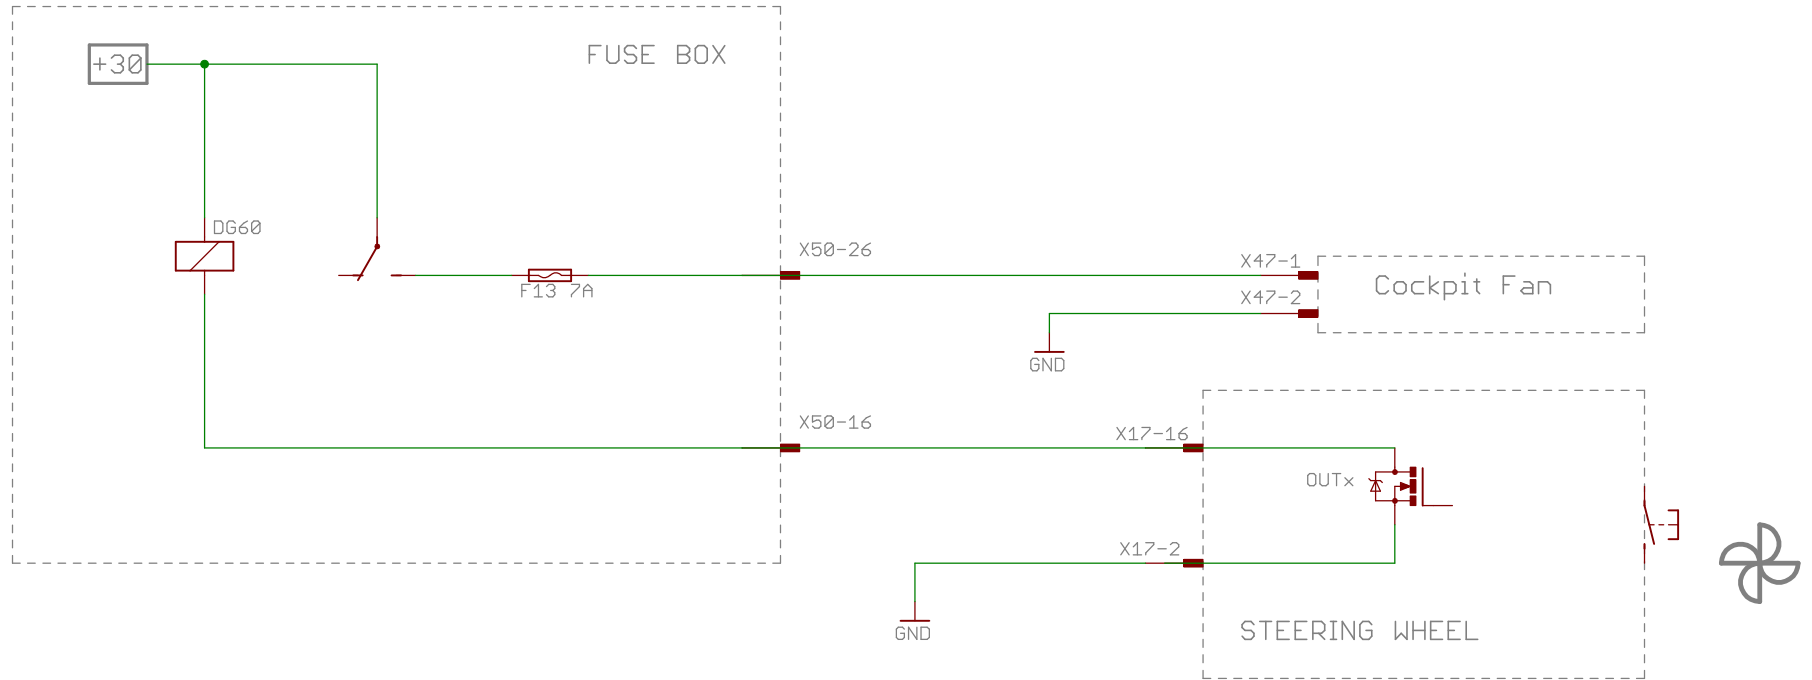 +30
FUSE BOX
DG60
F13 7A
X50-26
X47-1
X47-2
Cockpit Fan
GND
X50-16
X17-16
OUTx
X17-2
GND
STEERING WHEEL